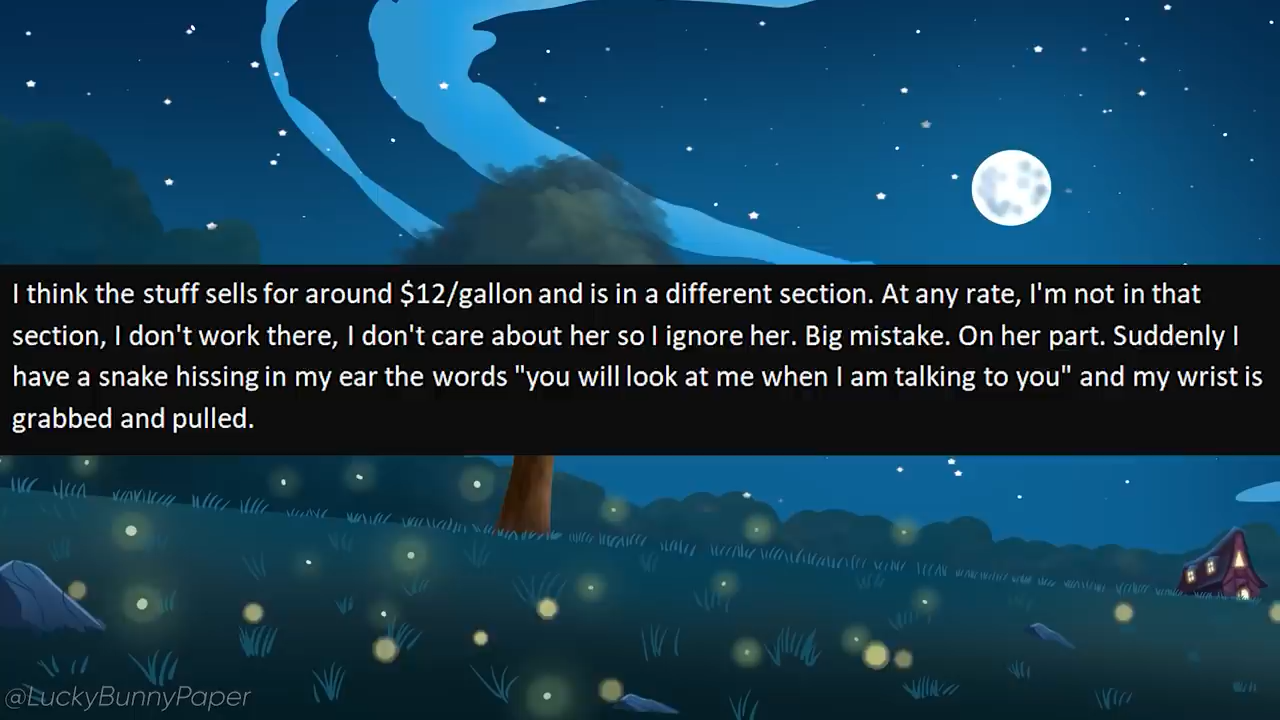 I think the stuff sells for around $12/gallon and is in a different section. At any rate, I'm not in that
section, I don't work there, I don't care about her so I ignore her. Big mistake. On her part. Suddenly I
have a snake hissing in my ear the words "you will look at me when I am talking to you" and my wrist is
grabbed and pulled.
@LuckyBunnyPaper